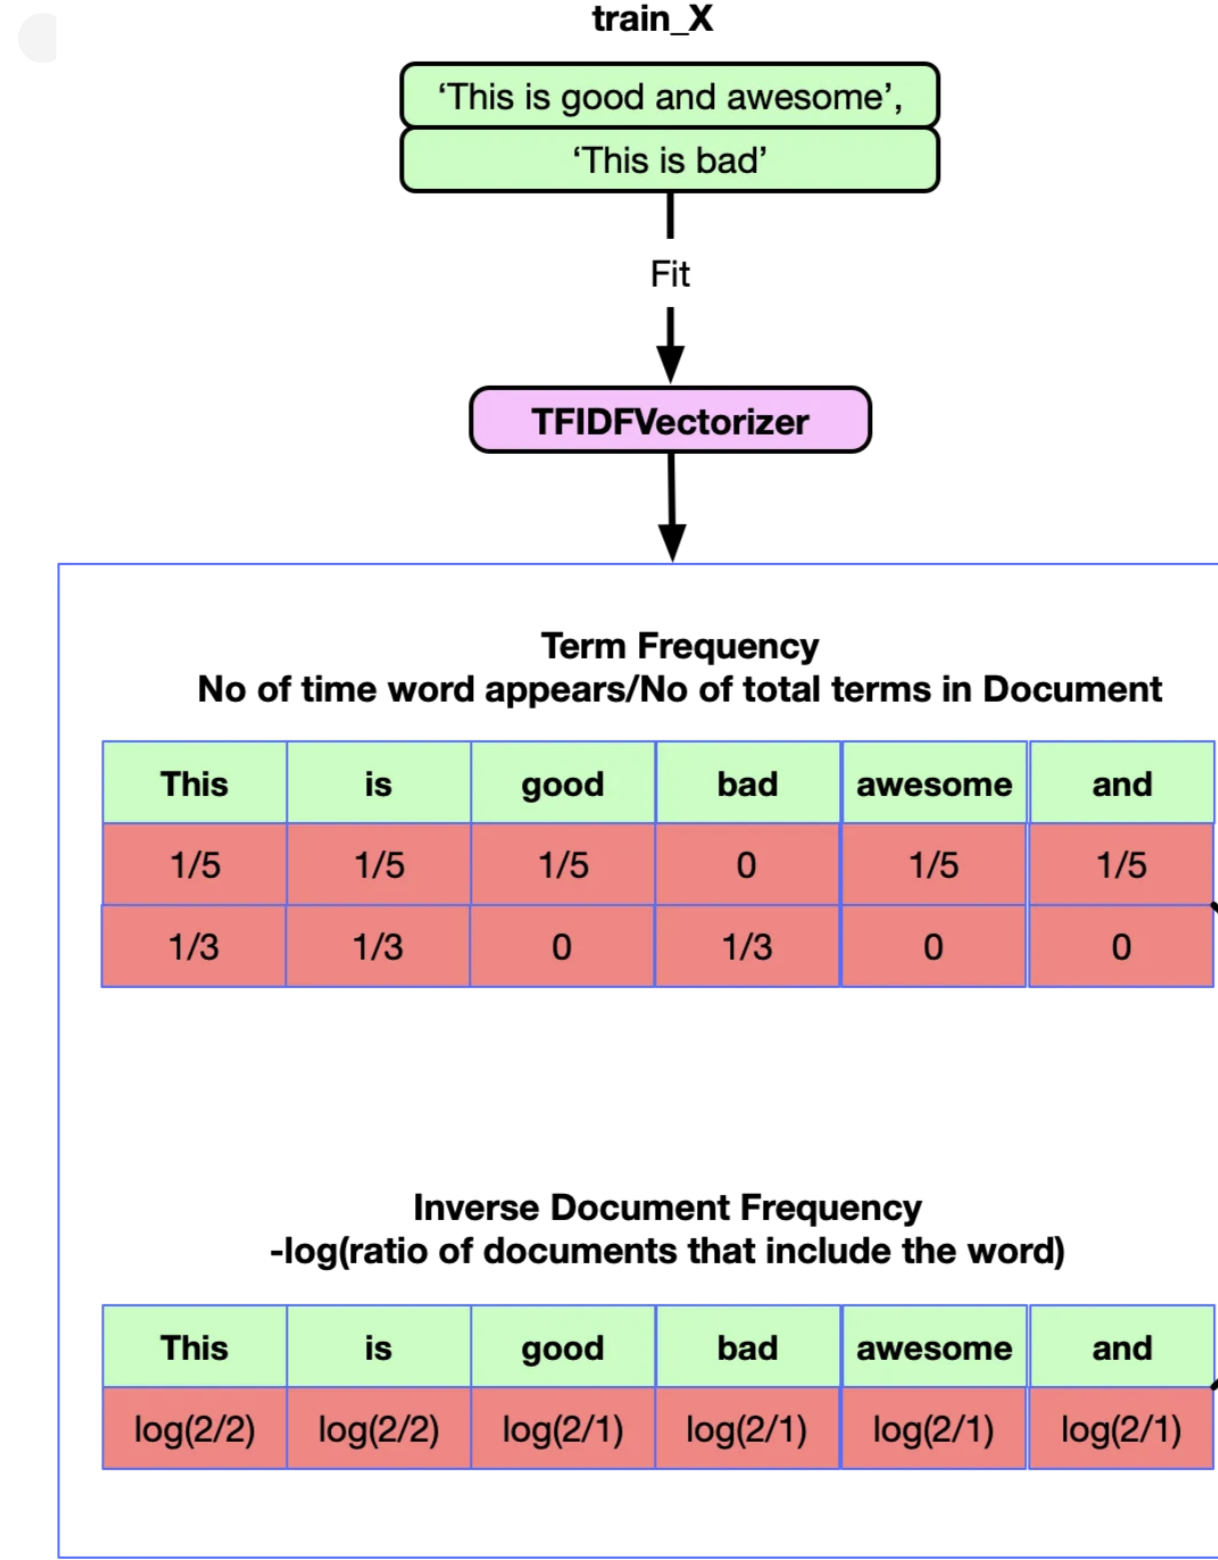 train_X
‘This is good and awesome’,
‘This is bad’
Fit
TFIDFVectorizer
Term Frequency
No of time word appears/No of total terms in Document
This is good bad awesome and
1/5 1/5 1/5 0 1/5 1/5
1/3 1/3 0 1/3 0 0
Inverse Document Frequency
-log(ratio of documents that include the word)
This is good bad awesome and
log(2/2) log(2/2) log(2/1) log(2/1) log(2/1) log(2/1)